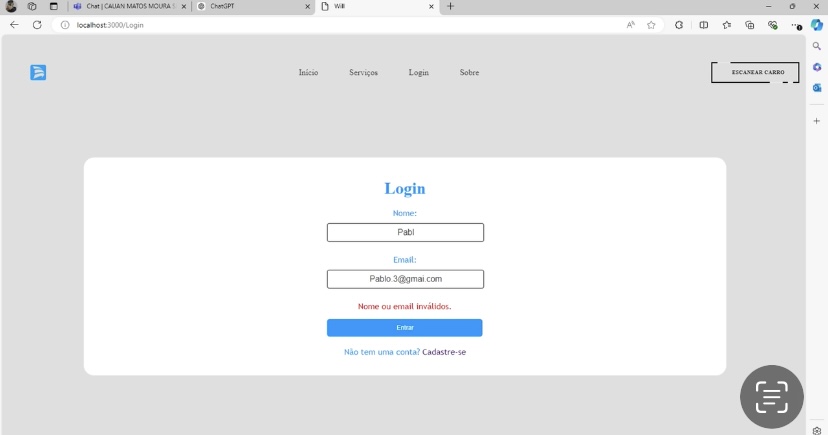 Chat | CAUAN MATOS MOURA
ChatGPT
Willi
localhost:3000/Login
Início Serviços Login Sobre
ESCANEAR CARRO
Login
Nome:
Pabl
Email:
Pablo.3@gmai.com
Nome ou email inválidos.
Entrar
Não tem uma conta? Cadastre-se